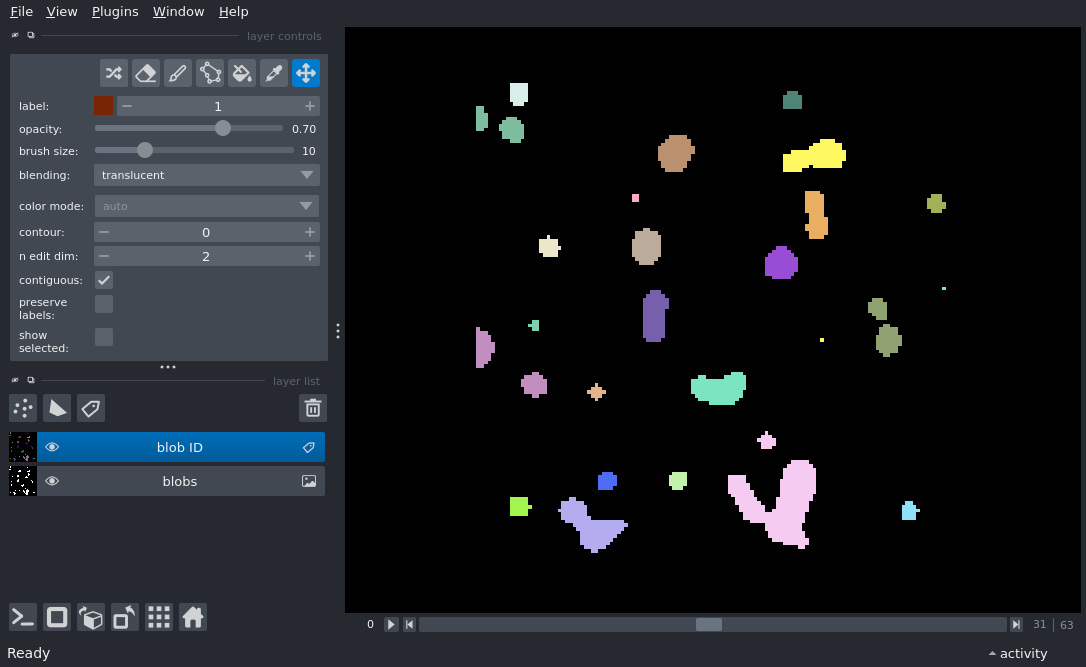 File View Plugins Window Help
layer controls
label: 1
opacity: 0.70
brush size: 10
blending: translucent
color mode: auto
contour: 0
n edit dim: 2
contiguous:
preserve
labels:
show
selected:
layer list
blob ID
blobs
0 31 63
Ready activity